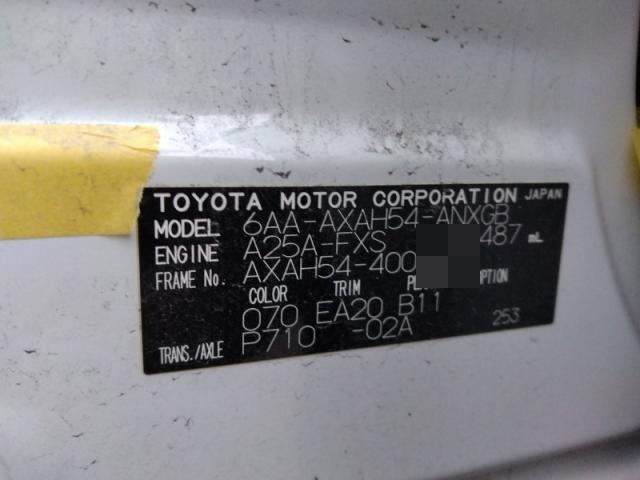 TOYOTA MOTOR CORPORATION JAPAN
MODEL 6AA-AXAH54-ANXGB
ENGINE A25A-FXS 487 mL
FRAME No. AXAH54-400
COLOR TRIM
070 EA20 B11
TRANS./AXLE P710 -02A 253